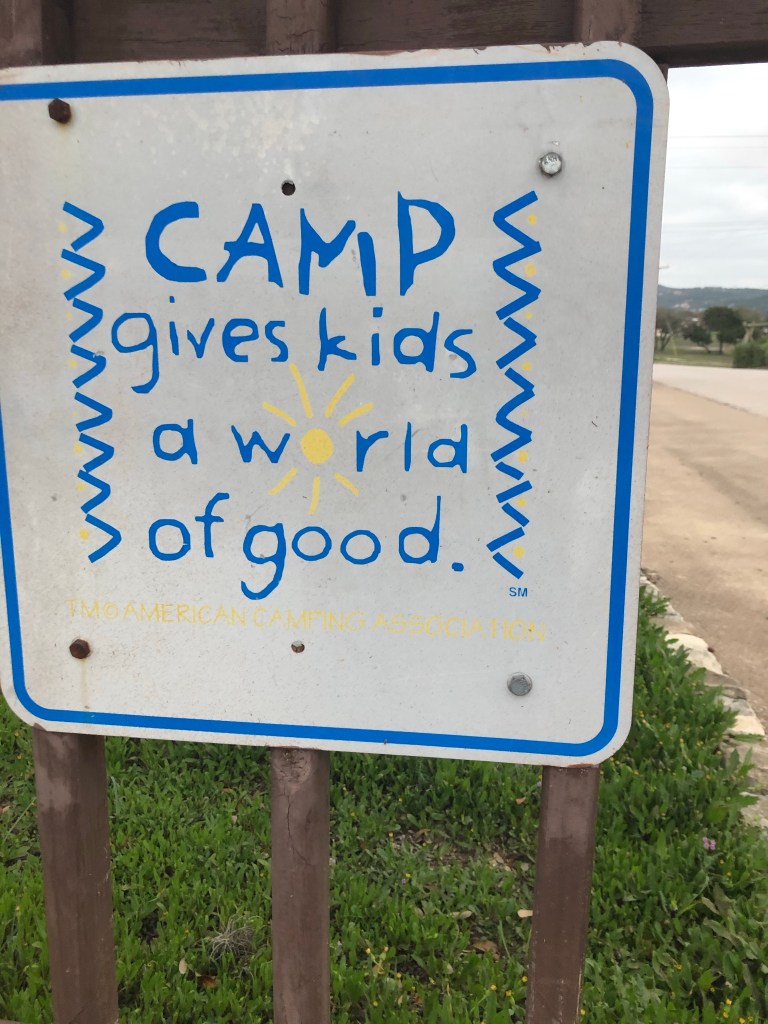 CAMP
gives kids
a world
of good.
SM
TM© AMERICAN CAMPING ASSOCIATION